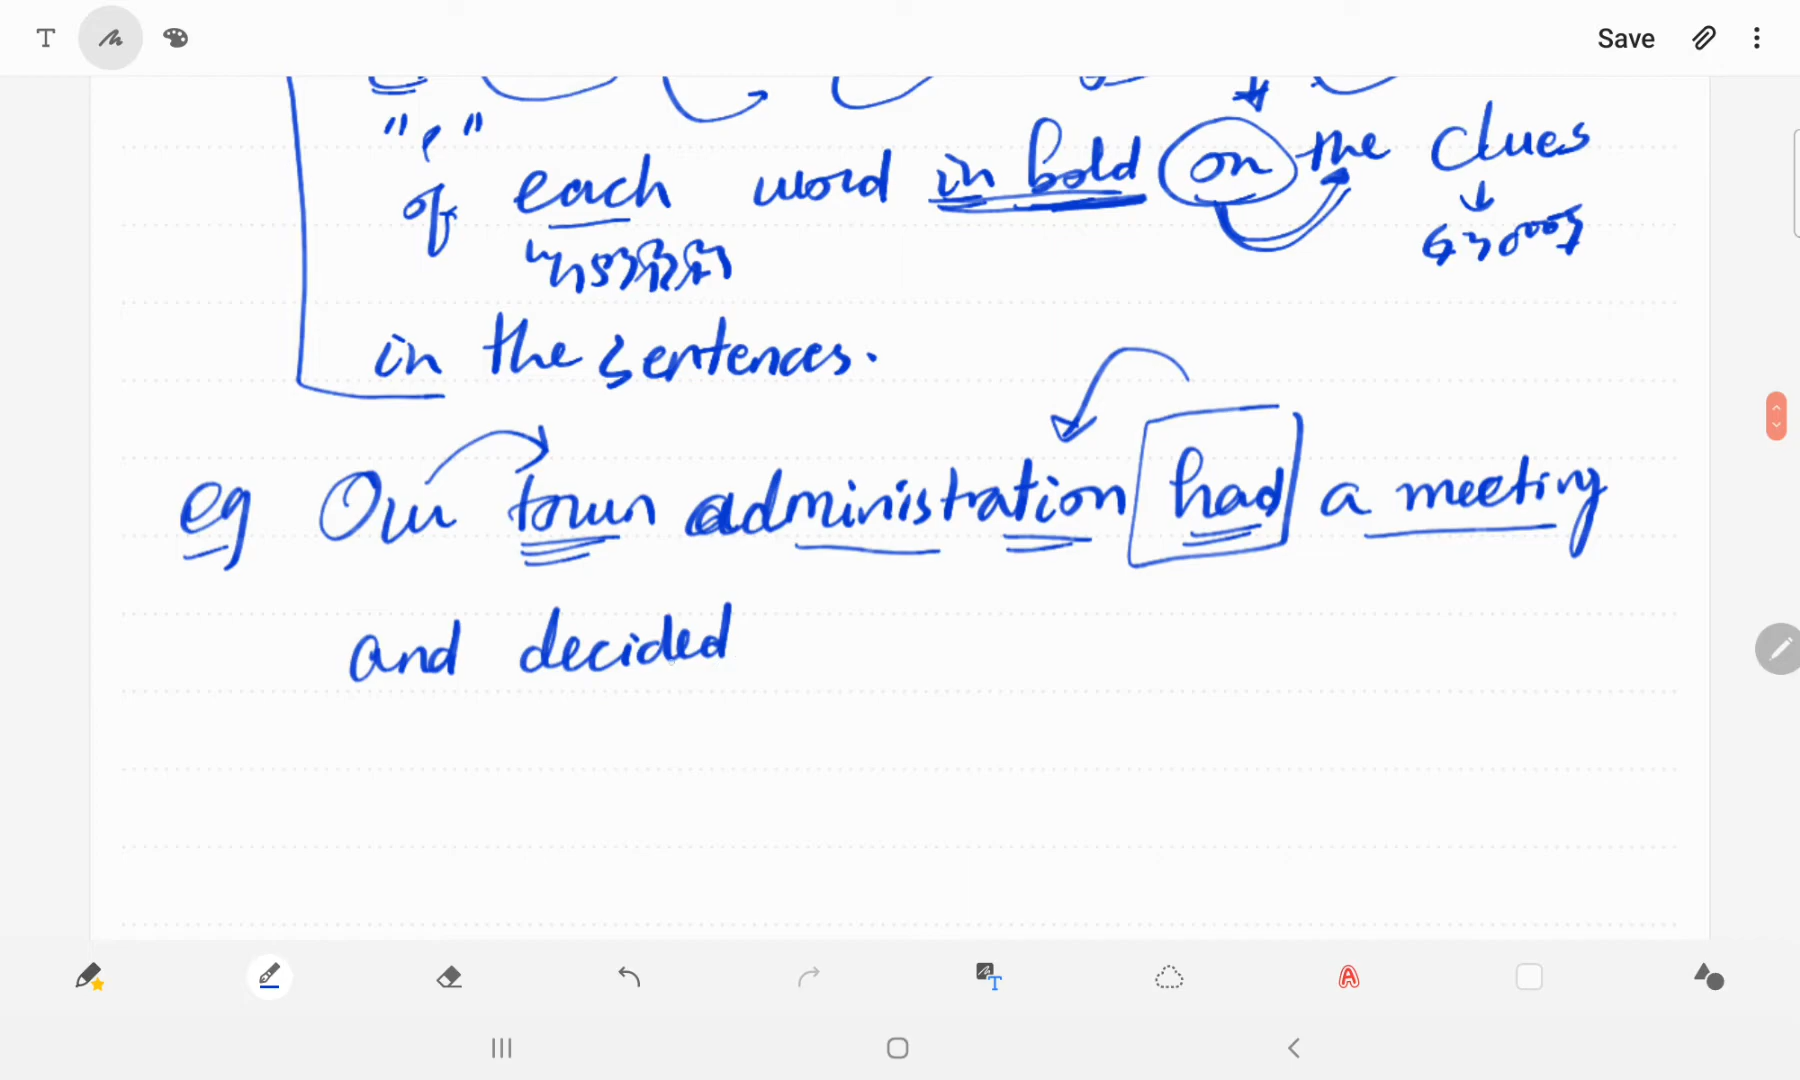 Save
of each word in bold on the clues
in the sentences.
eg Our town administration had a meeting
and decided